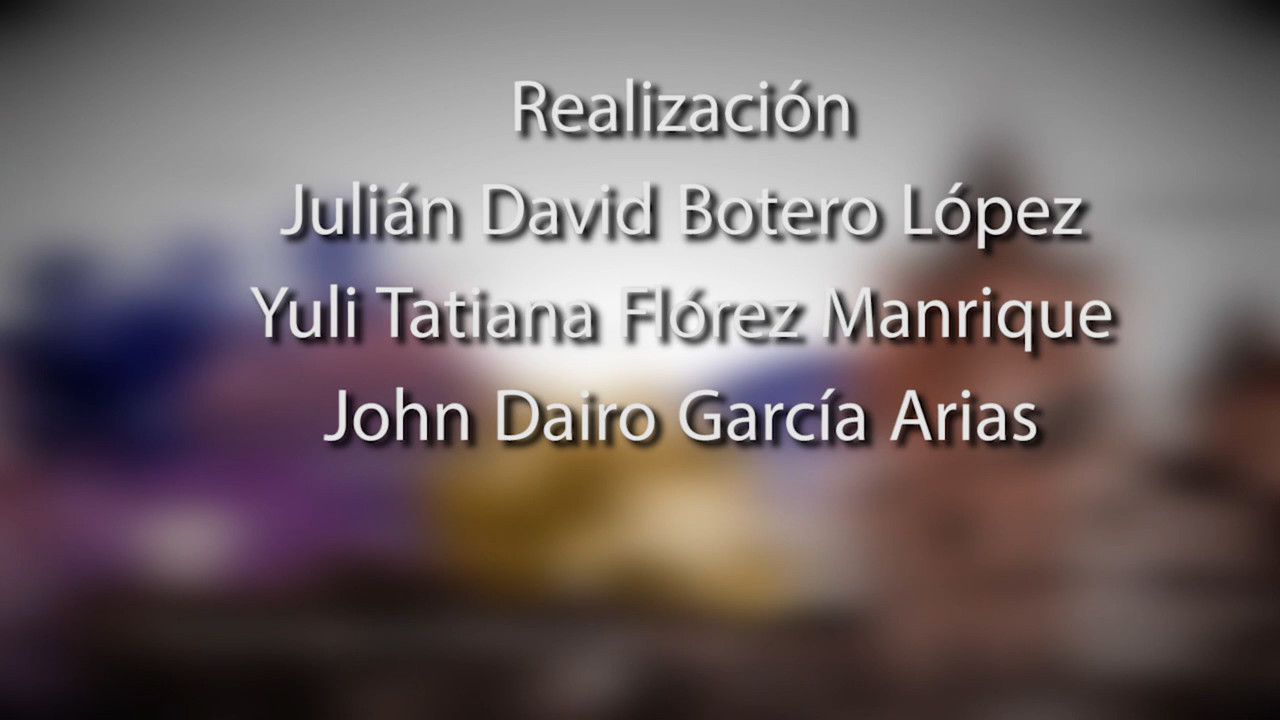 Realización
Julián David Botero López
Yuli Tatiana Flórez Manrique
John Dairo García Arias